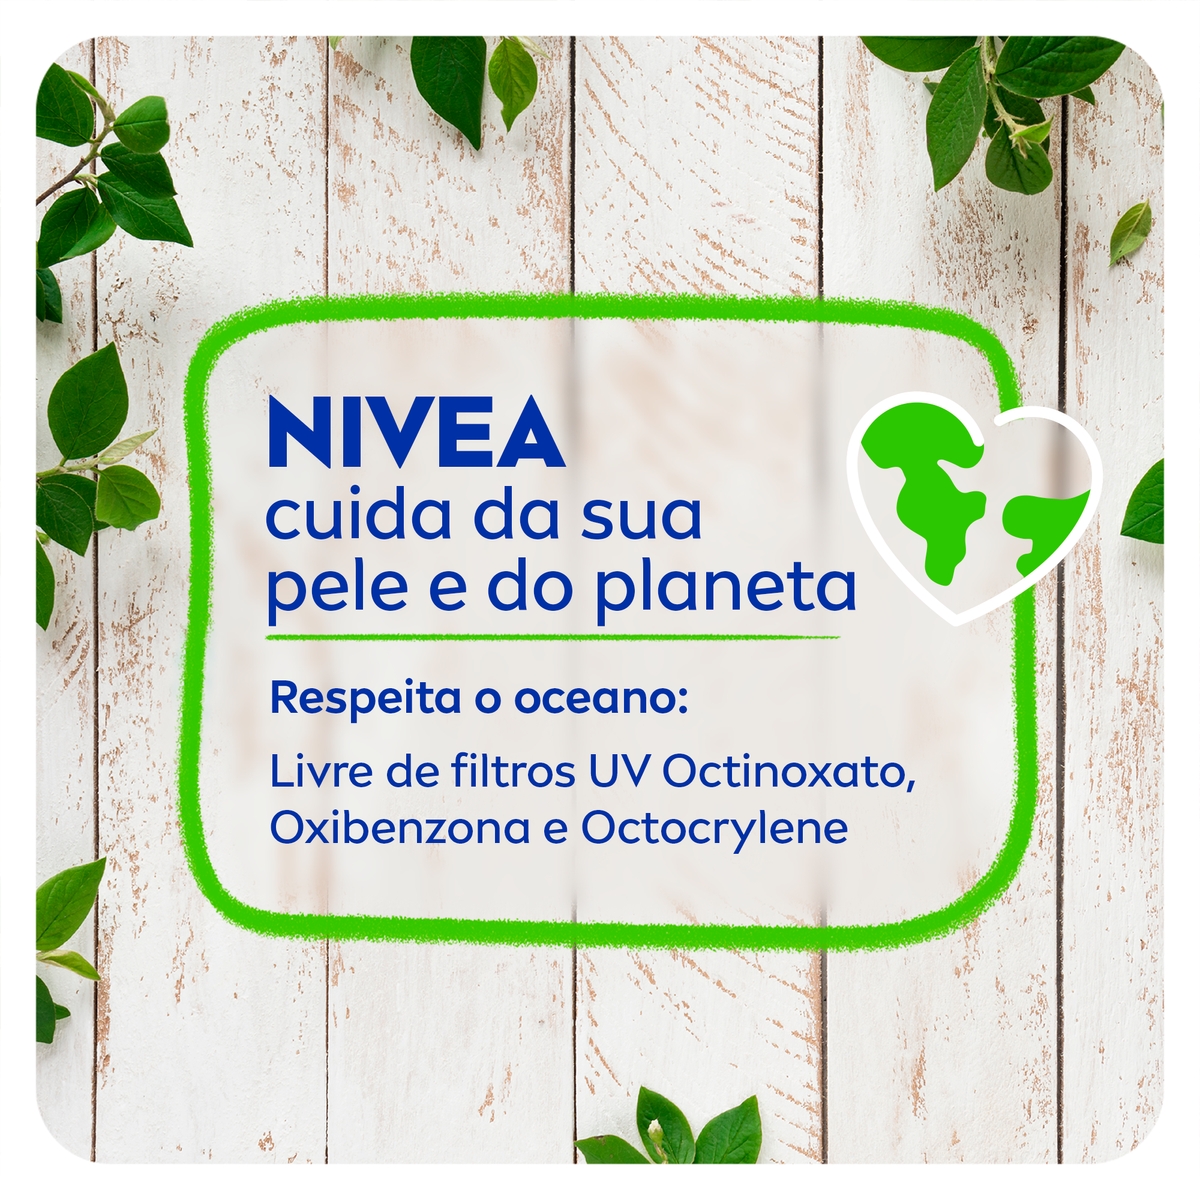 NIVEA
cuida da sua
pele e do planeta
Respeita o oceano:
Livre de filtros UV Octinoxato,
Oxibenzona e Octocrylene